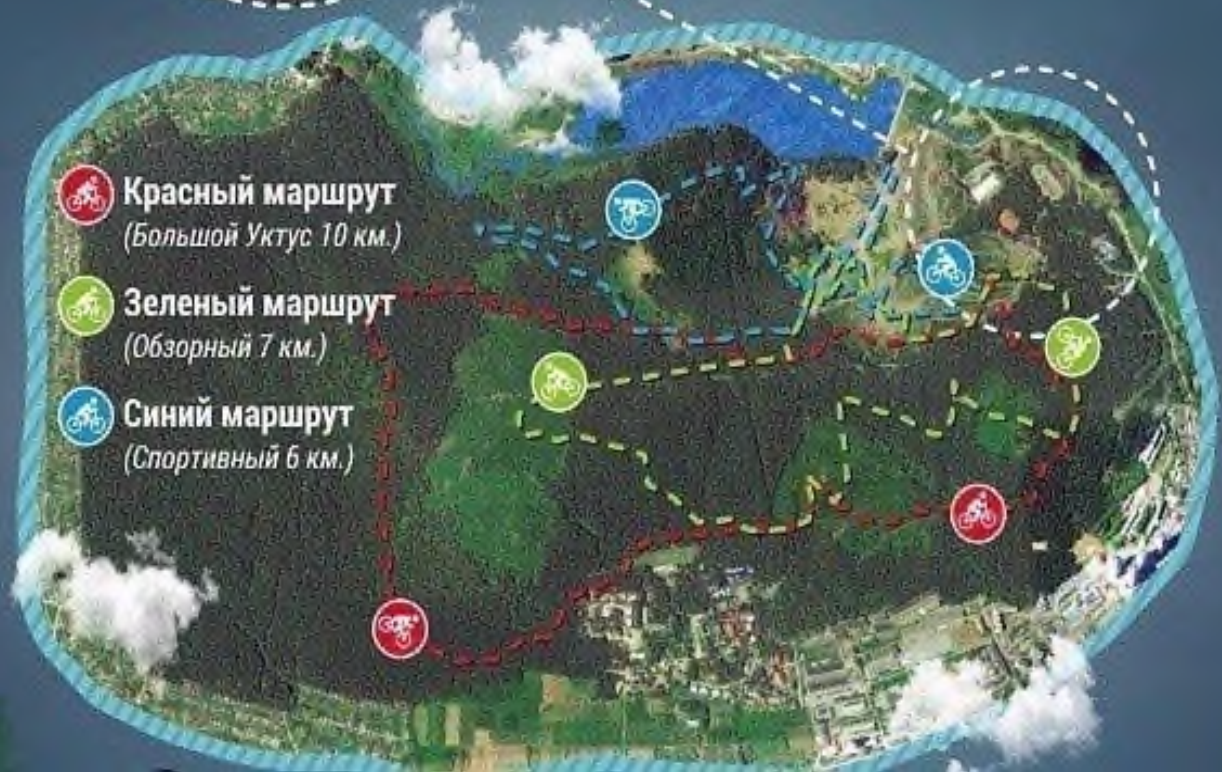 Красный маршрут
(Большой Уктус 10 км.)
Зеленый маршрут
(Обзорный 7 км.)
Синий маршрут
(Спортивный 6 км.)